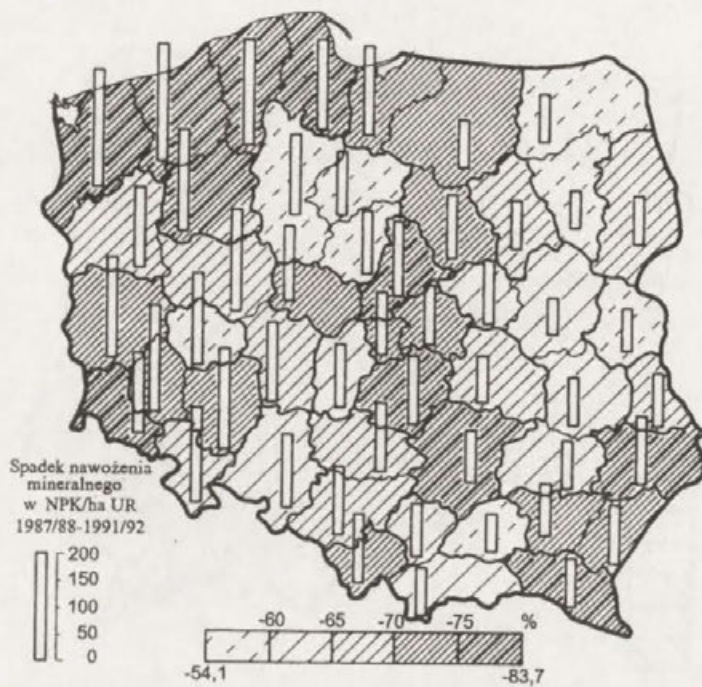 Spadek nawożenia
mineralnego
w NPK/ha UR
1987/88-1991/92
200
150
100
50
0
-60 -65 -70 -75 %
-54,1 -83,7